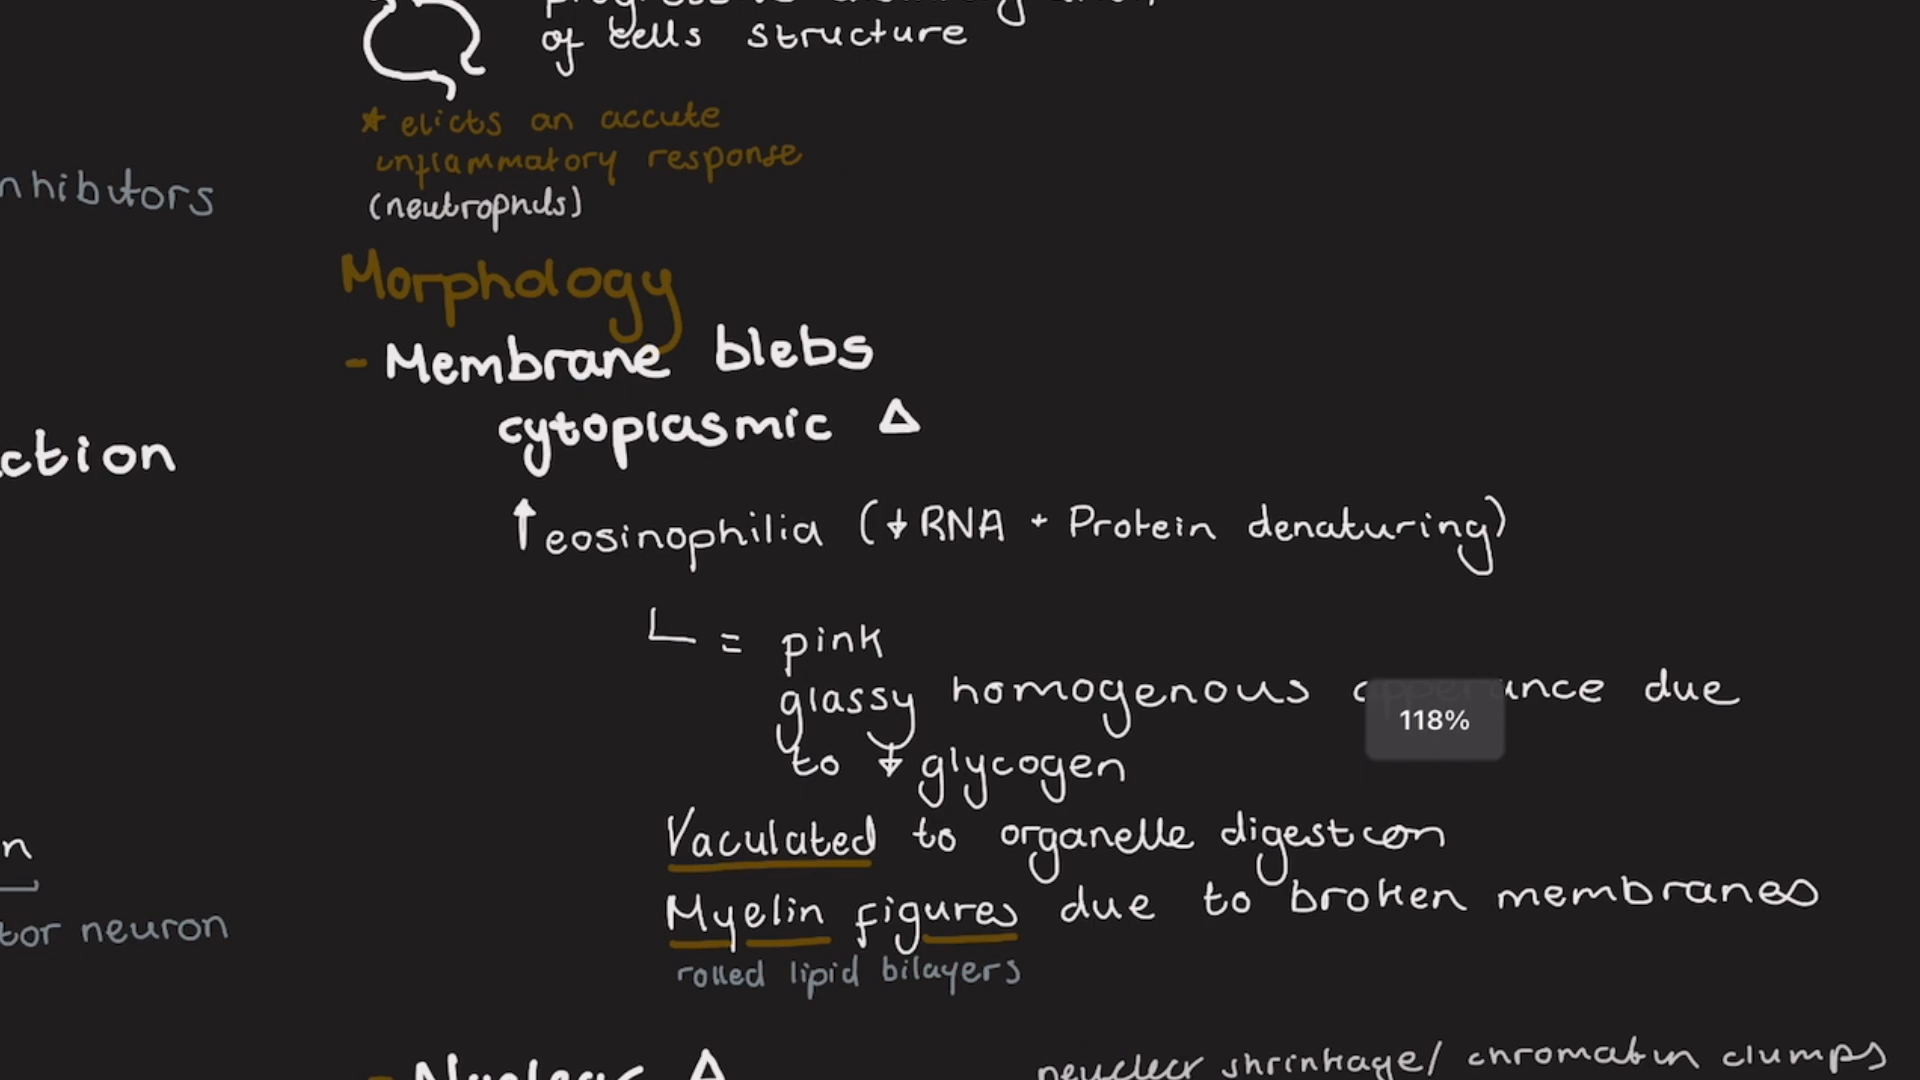 of cells structure
* elicts an accute
inflammatory response
(neutrophils)
nhibitors
Morphology
- Membrane blebs
cytoplasmic Δ
ction
↑ eosinophilia (↓ RNA + Protein denaturing)
= pink
glassy homogenous apperance due
118%
to ↓ glycogen
Vaculated to organelle digestion
n
Myelin figures due to broken membranes
tor neuron
rolled lipid bilayers
- Nuclear Δ
shrinkage/ chromatin clumps